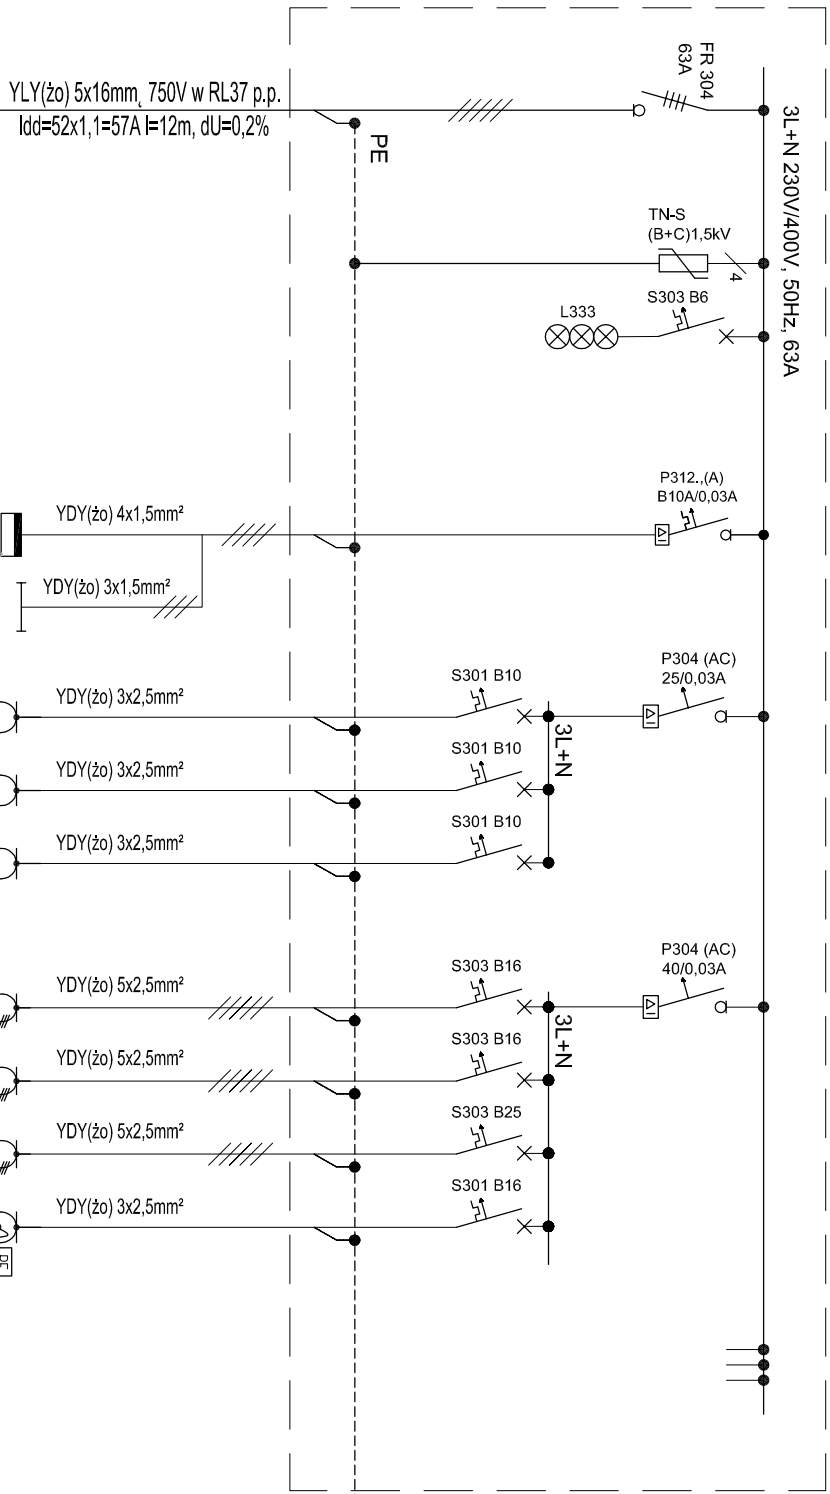 FR 304
63A
YLY(żo) 5x16mm, 750V w RL37 p.p.
Idd=52x1,1=57A l=12m, dU=0,2%
PE
3L+N 230V/400V, 50Hz, 63A
TN-S
(B+C)1,5kV
4
S303 B6
L333
P312.,(A)
B10A/0,03A
YDY(żo) 4x1,5mm²
YDY(żo) 3x1,5mm²
P304 (AC)
25/0,03A
S301 B10
YDY(żo) 3x2,5mm²
3L+N
S301 B10
YDY(żo) 3x2,5mm²
S301 B10
YDY(żo) 3x2,5mm²
P304 (AC)
40/0,03A
S303 B16
YDY(żo) 5x2,5mm²
3L+N
S303 B16
YDY(żo) 5x2,5mm²
S303 B25
YDY(żo) 5x2,5mm²
S301 B16
YDY(żo) 3x2,5mm²